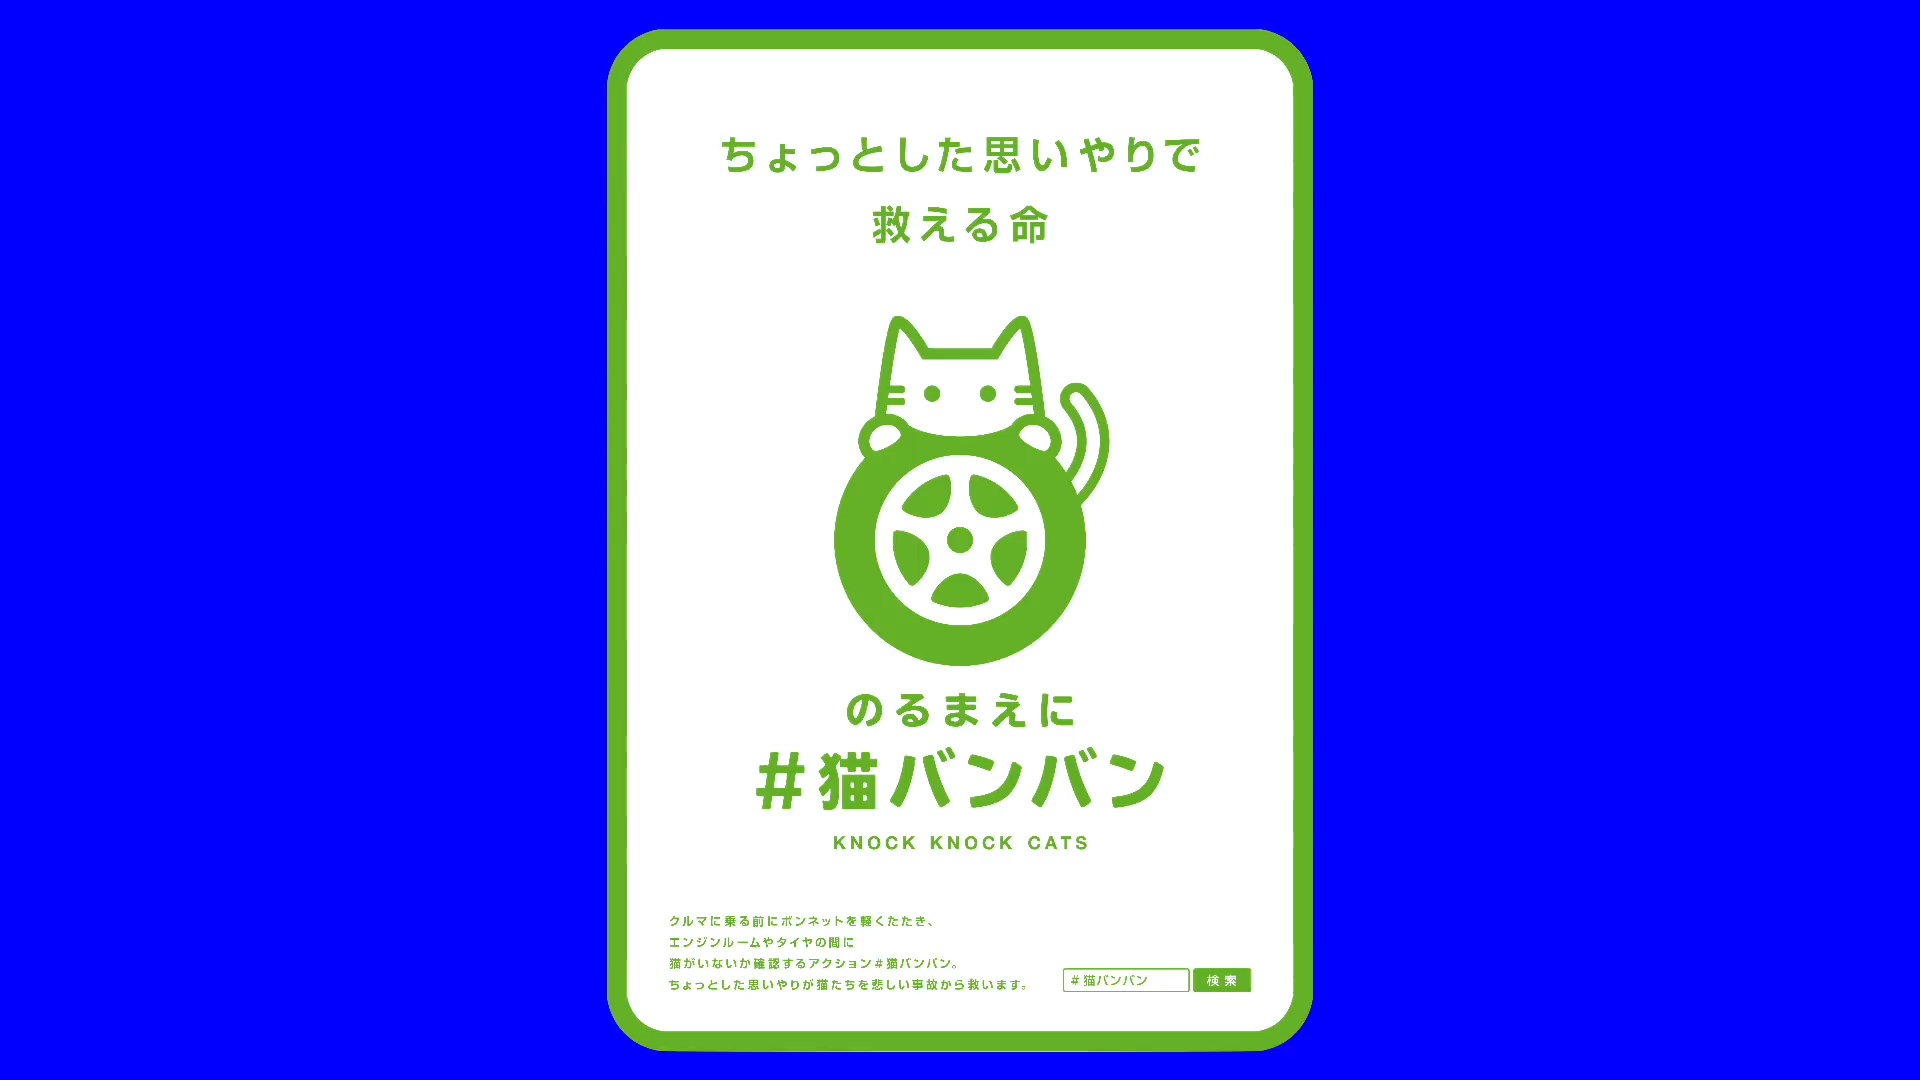 ちょっとした思いやりで
救える命
のるまえに
#猫バンバン
KNOCK KNOCK CATS
クルマに乗る前にボンネットを軽くたたき、
エンジンルームやタイヤの間に
猫がいないか確認するアクション#猫バンバン。
ちょっとした思いやりが猫たちを悲しい事故から救います。
#猫バンバン 検索